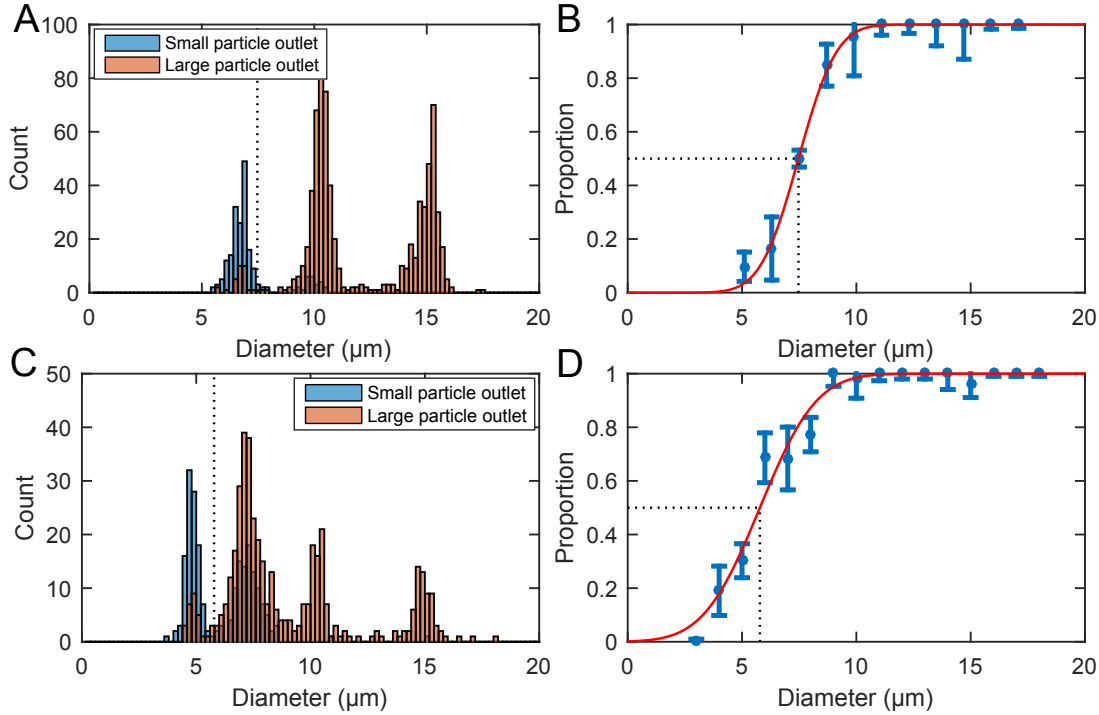 A
100
80
60
40
20
0
Count
Small particle outlet
Large particle outlet
0 5 10 15 20
Diameter (µm)
B
1
0.8
0.6
0.4
0.2
0
Proportion
0 5 10 15 20
Diameter (µm)
C
50
40
30
20
10
0
Count
Small particle outlet
Large particle outlet
0 5 10 15 20
Diameter (µm)
D
1
0.8
0.6
0.4
0.2
0
Proportion
0 5 10 15 20
Diameter (µm)